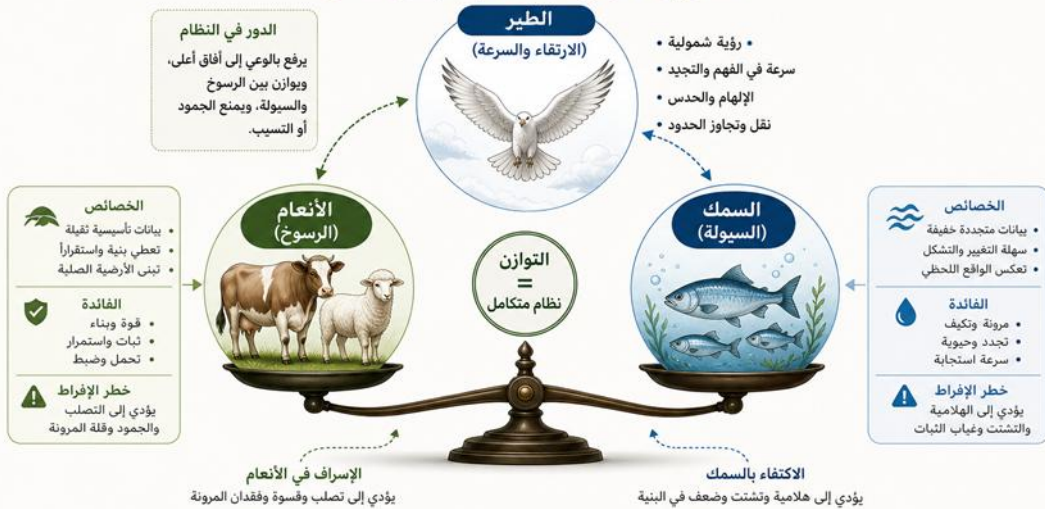 الطير
(الارتقاء والسرعة)
• رؤية شمولية •
• سرعة في الفهم والتجديد
• الإلهام والحدس
• نقل وتجاوز الحدود
الدور في النظام
يرفع بالوعي إلى أفاق أعلى،
ويوازن بين الرسوخ
والسيولة، ويمنع الجمود
أو التسيب.
السمك
(السيولة)
الأنعام
(الرسوخ)
التوازن
=
نظام متكامل
الخصائص
• بيانات متجددة خفيفة
• سهلة التغيير والتشكل
• تعكس الواقع اللحظي
الفائدة
• مرونة وتكيف
• تجدد وحيوية
• سرعة استجابة
خطر الإفراط
يؤدي إلى الهلامية
والتشتت وغياب الثبات
الخصائص
• بيانات تأسيسية ثقيلة
• تعطي بنية واستقراراً
• تبنى الأرضية الصلبة
الفائدة
• قوة وبناء
• ثبات واستمرار
• تحمل وضبط
خطر الإفراط
يؤدي إلى التصلب
والجمود وقلة المرونة
الاكتفاء بالسمك
يؤدي إلى هلامية وتشتت وضعف في البنية
الإسراف في الأنعام
يؤدي إلى تصلب وقسوة وفقدان المرونة